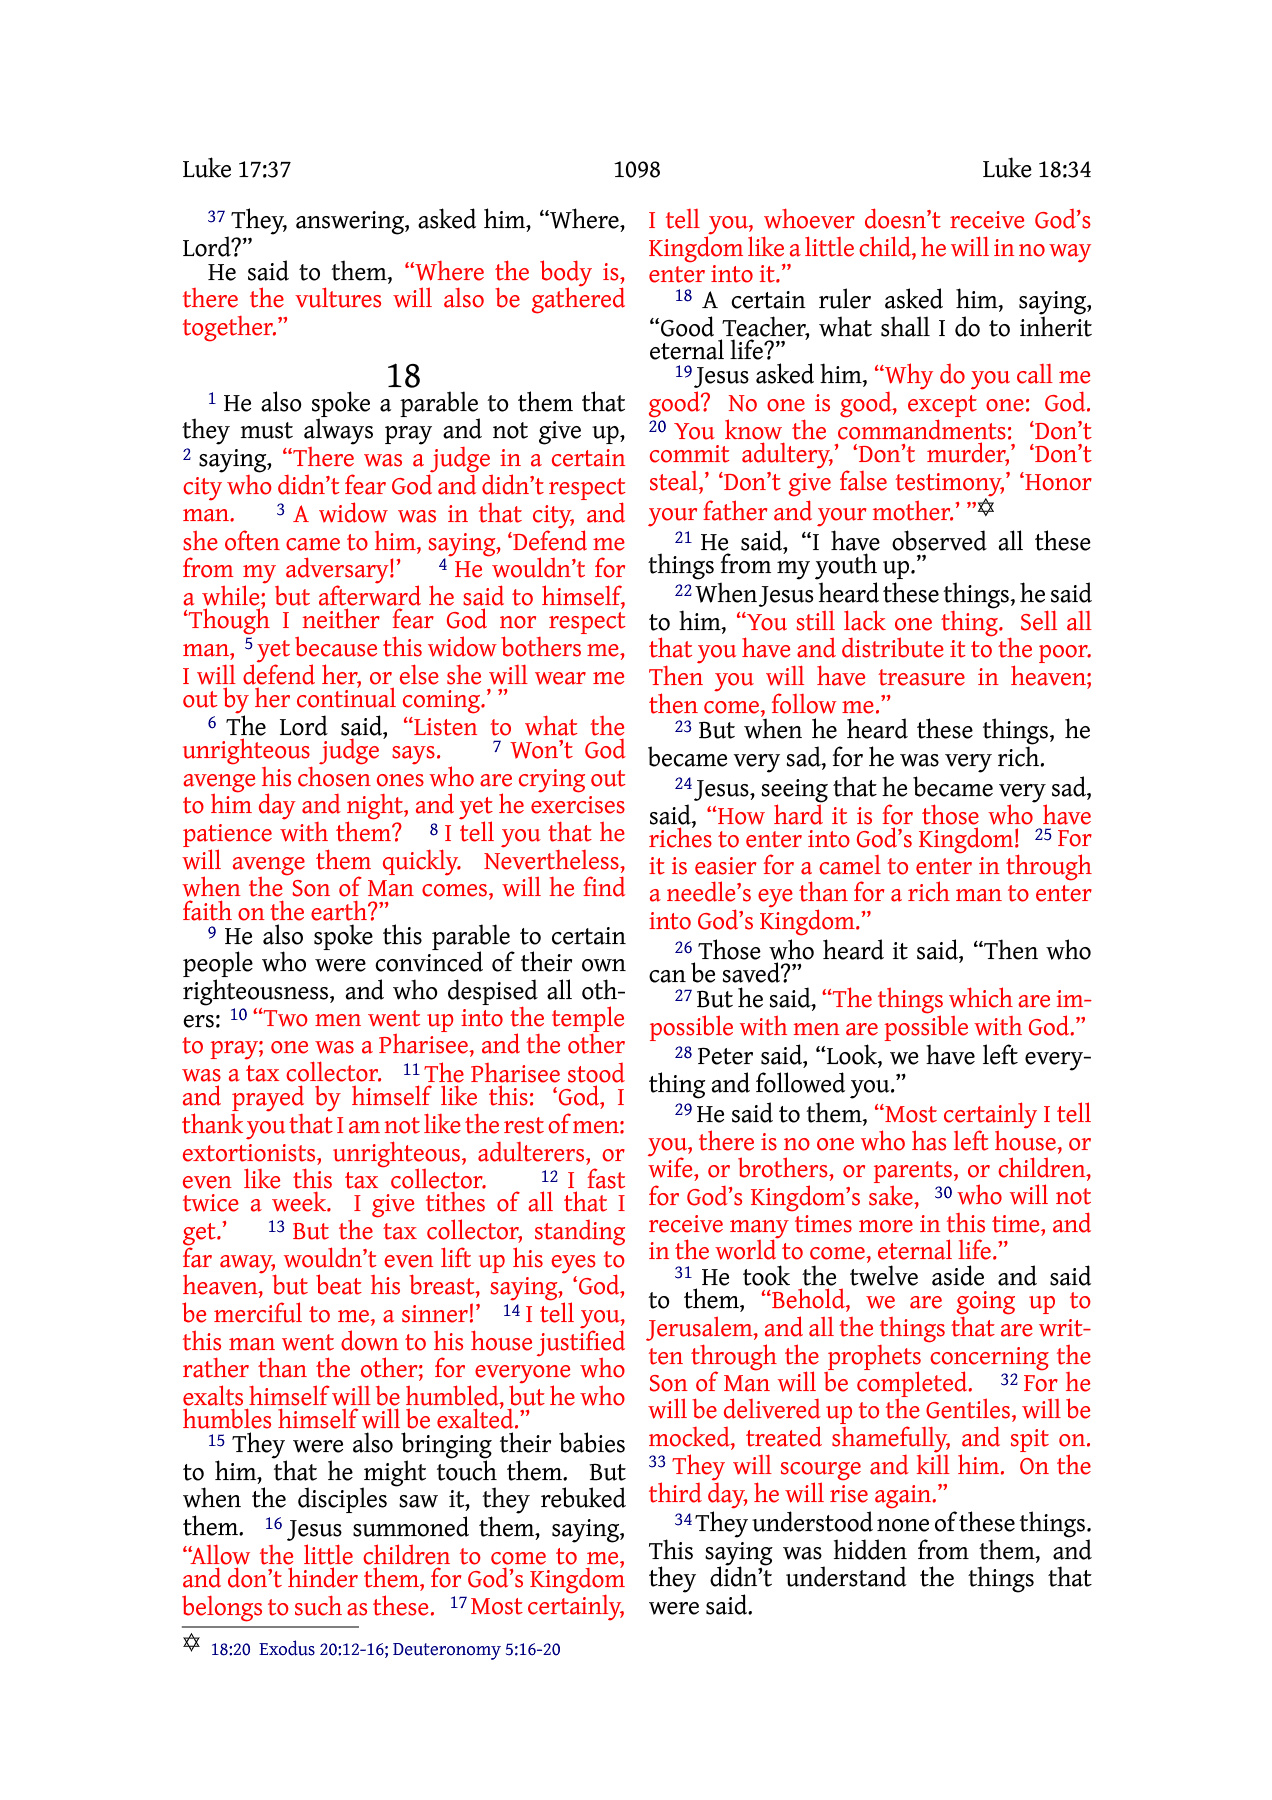 Luke 17:37 1098 Luke 18:34
37 They, answering, asked him, “Where,
Lord?”
He said to them, “Where the body is,
there the vultures will also be gathered
together.”
18
1 He also spoke a parable to them that
they must always pray and not give up,
2 saying, “There was a judge in a certain
city who didn’t fear God and didn’t respect
man. 3 A widow was in that city, and
she often came to him, saying, ‘Defend me
from my adversary!’ 4 He wouldn’t for
a while; but afterward he said to himself,
‘Though I neither fear God nor respect
man, 5 yet because this widow bothers me,
I will defend her, or else she will wear me
out by her continual coming.’ ”
6 The Lord said, “Listen to what the
unrighteous judge says. 7 Won’t God
avenge his chosen ones who are crying out
to him day and night, and yet he exercises
patience with them? 8 I tell you that he
will avenge them quickly. Nevertheless,
when the Son of Man comes, will he find
faith on the earth?”
9 He also spoke this parable to certain
people who were convinced of their own
righteousness, and who despised all oth-
ers: 10 “Two men went up into the temple
to pray; one was a Pharisee, and the other
was a tax collector. 11 The Pharisee stood
and prayed by himself like this: ‘God, I
thank you that I am not like the rest of men:
extortionists, unrighteous, adulterers, or
even like this tax collector. 12 I fast
twice a week. I give tithes of all that I
get.’ 13 But the tax collector, standing
far away, wouldn’t even lift up his eyes to
heaven, but beat his breast, saying, ‘God,
be merciful to me, a sinner!’ 14 I tell you,
this man went down to his house justified
rather than the other; for everyone who
exalts himself will be humbled, but he who
humbles himself will be exalted.”
15 They were also bringing their babies
to him, that he might touch them. But
when the disciples saw it, they rebuked
them. 16 Jesus summoned them, saying,
“Allow the little children to come to me,
and don’t hinder them, for God’s Kingdom
belongs to such as these. 17 Most certainly,
I tell you, whoever doesn’t receive God’s
Kingdom like a little child, he will in no way
enter into it.”
18 A certain ruler asked him, saying,
“Good Teacher, what shall I do to inherit
eternal life?”
19 Jesus asked him, “Why do you call me
good? No one is good, except one: God.
20 You know the commandments: ‘Don’t
commit adultery,’ ‘Don’t murder,’ ‘Don’t
steal,’ ‘Don’t give false testimony,’ ‘Honor
your father and your mother.’ ”✡
21 He said, “I have observed all these
things from my youth up.”
22 When Jesus heard these things, he said
to him, “You still lack one thing. Sell all
that you have and distribute it to the poor.
Then you will have treasure in heaven;
then come, follow me.”
23 But when he heard these things, he
became very sad, for he was very rich.
24 Jesus, seeing that he became very sad,
said, “How hard it is for those who have
riches to enter into God’s Kingdom! 25 For
it is easier for a camel to enter in through
a needle’s eye than for a rich man to enter
into God’s Kingdom.”
26 Those who heard it said, “Then who
can be saved?”
27 But he said, “The things which are im-
possible with men are possible with God.”
28 Peter said, “Look, we have left every-
thing and followed you.”
29 He said to them, “Most certainly I tell
you, there is no one who has left house, or
wife, or brothers, or parents, or children,
for God’s Kingdom’s sake, 30 who will not
receive many times more in this time, and
in the world to come, eternal life.”
31 He took the twelve aside and said
to them, “Behold, we are going up to
Jerusalem, and all the things that are writ-
ten through the prophets concerning the
Son of Man will be completed. 32 For he
will be delivered up to the Gentiles, will be
mocked, treated shamefully, and spit on.
33 They will scourge and kill him. On the
third day, he will rise again.”
34 They understood none of these things.
This saying was hidden from them, and
they didn’t understand the things that
were said.
✡ 18:20 Exodus 20:12-16; Deuteronomy 5:16-20